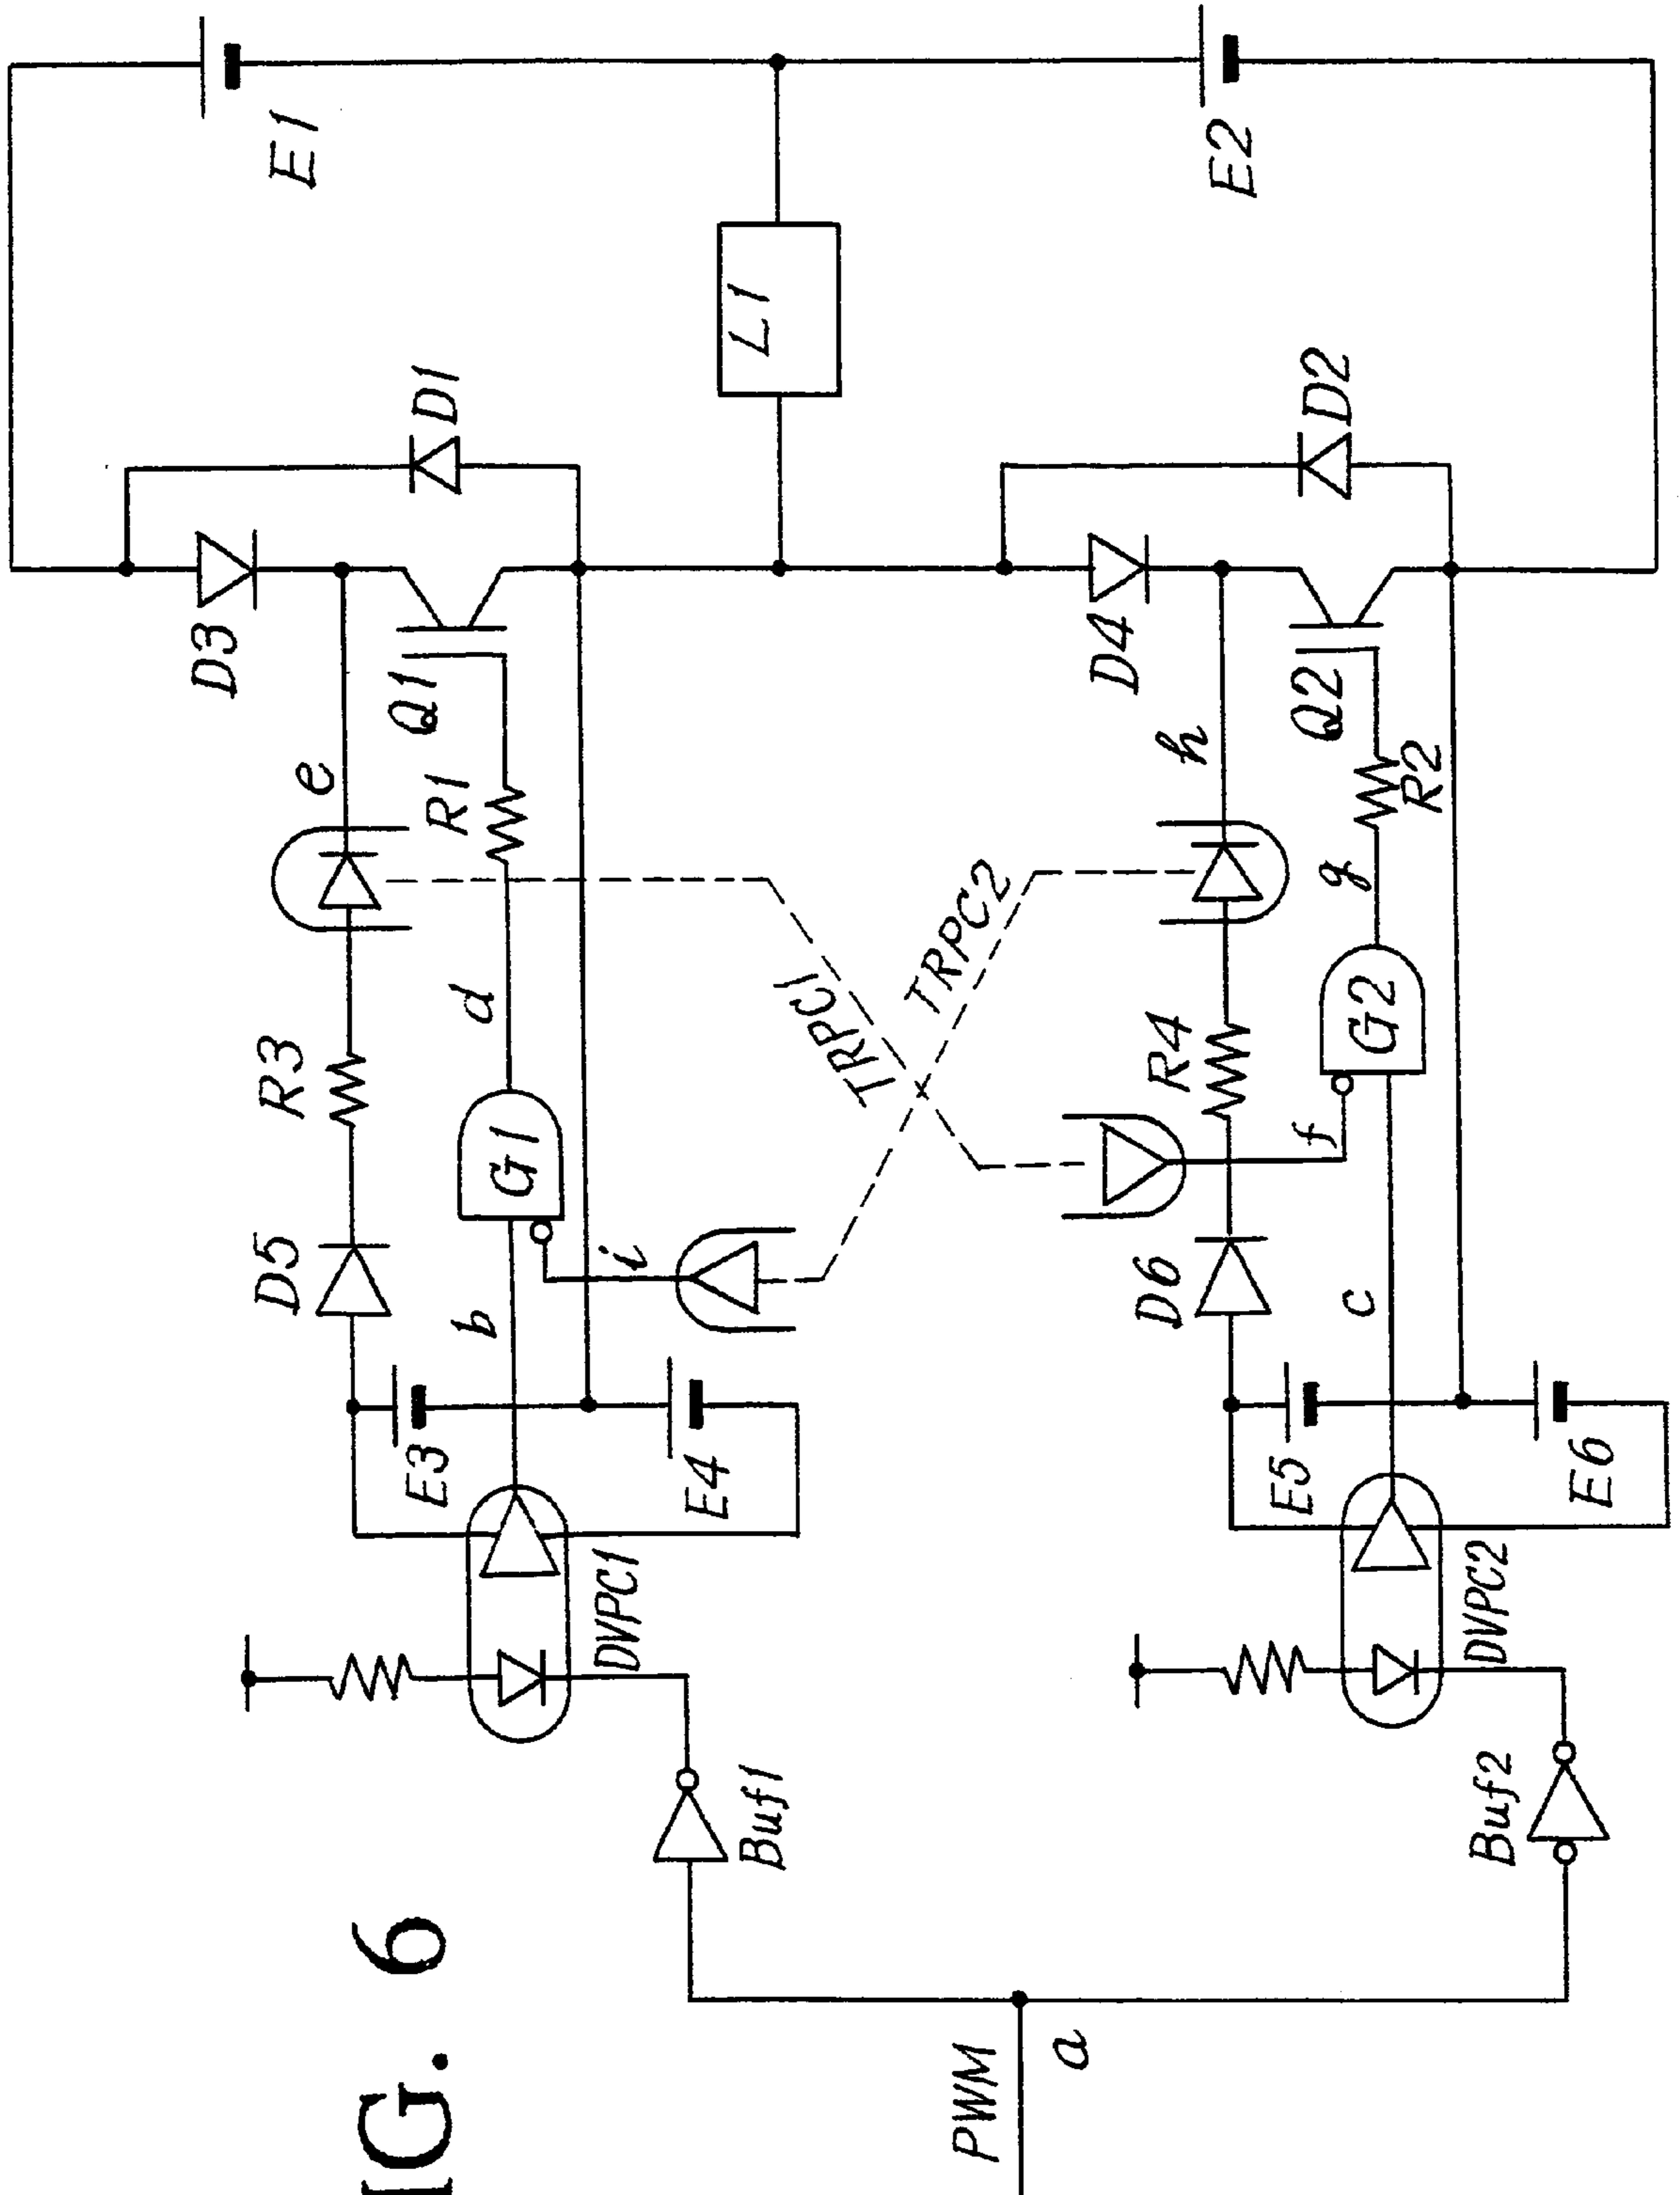 E1
E2
L1
D1
D2
D3
D4
Q1
Q2
e
h
R1
R2
TRPC1
TRPC2
d
g
R3
R4
G1
G2
f
i
D5
D6
b
c
E3
E4
E5
E6
DVPC1
DVPC2
Buf1
Buf2
IG. 6
PWM
a